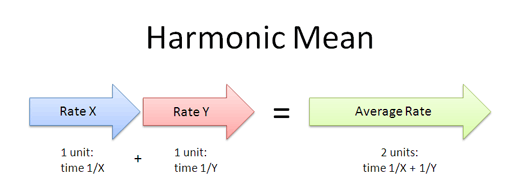 Harmonic Mean
Rate X
Rate Y
=
Average Rate
1 unit:
time 1/X
+
1 unit:
time 1/Y
2 units:
time 1/X + 1/Y